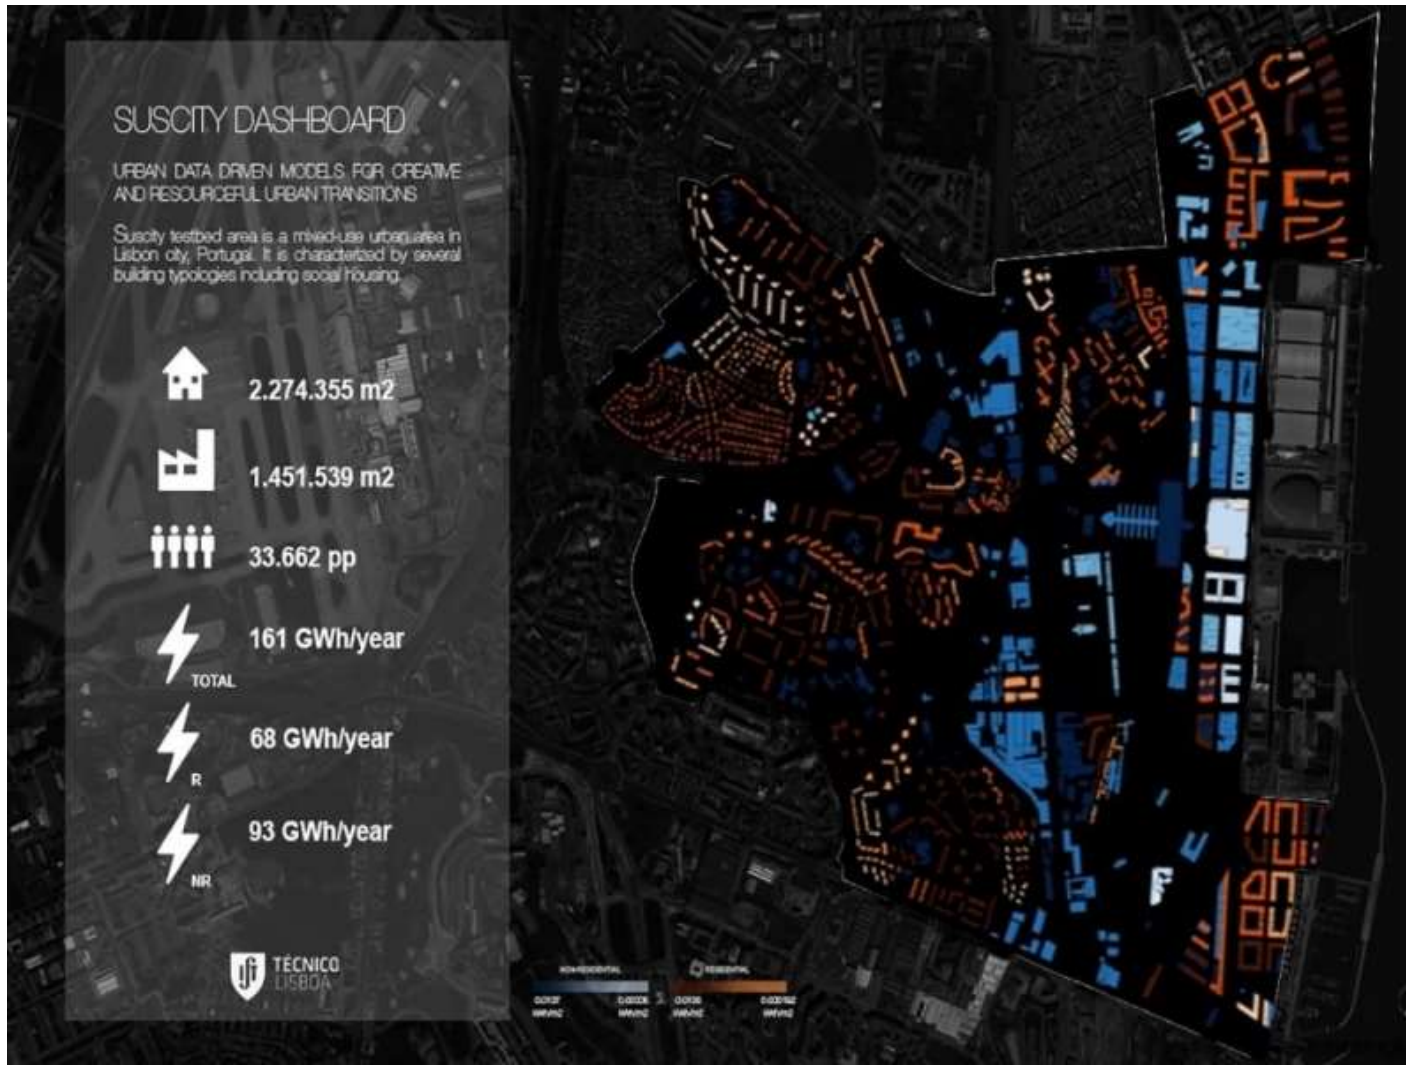 SUSCITY DASHBOARD
URBAN DATA DRIVEN MODELS FOR CREATIVE
AND RESOURCEFUL URBAN TRANSITIONS
Suscity testbed area is a mixed-use urban area in
Lisbon city, Portugal. It is characterized by several
building typologies including social housing.
2.274.355 m2
1.451.539 m2
33.662 pp
161 GWh/year
TOTAL
68 GWh/year
R
93 GWh/year
NR
TÉCNICO
LISBOA
NON-RESIDENTIAL
RESIDENTIAL